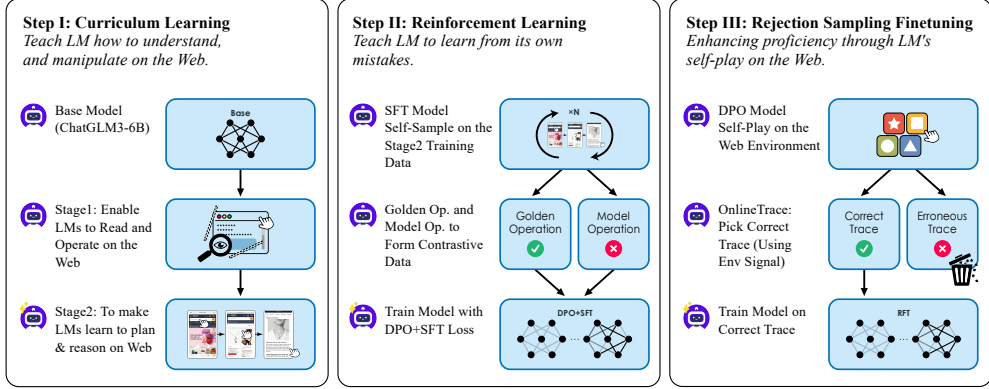 Step I: Curriculum Learning
Teach LM how to understand,
and manipulate on the Web.
Base Model
(ChatGLM3-6B)
Base
Stage1: Enable
LMs to Read and
Operate on the
Web
Stage2: To make
LMs learn to plan
& reason on Web
Step II: Reinforcement Learning
Teach LM to learn from its own
mistakes.
SFT Model
Self-Sample on the
Stage2 Training
Data
×N
Golden Op. and
Model Op. to
Form Contrastive
Data
Golden
Operation
Model
Operation
Train Model with
DPO+SFT Loss
DPO+SFT
...
Step III: Rejection Sampling Finetuning
Enhancing proficiency through LM's
self-play on the Web.
DPO Model
Self-Play on the
Web Environment
OnlineTrace:
Pick Correct
Trace (Using
Env Signal)
Correct
Trace
Erroneous
Trace
Train Model on
Correct Trace
RFT
...